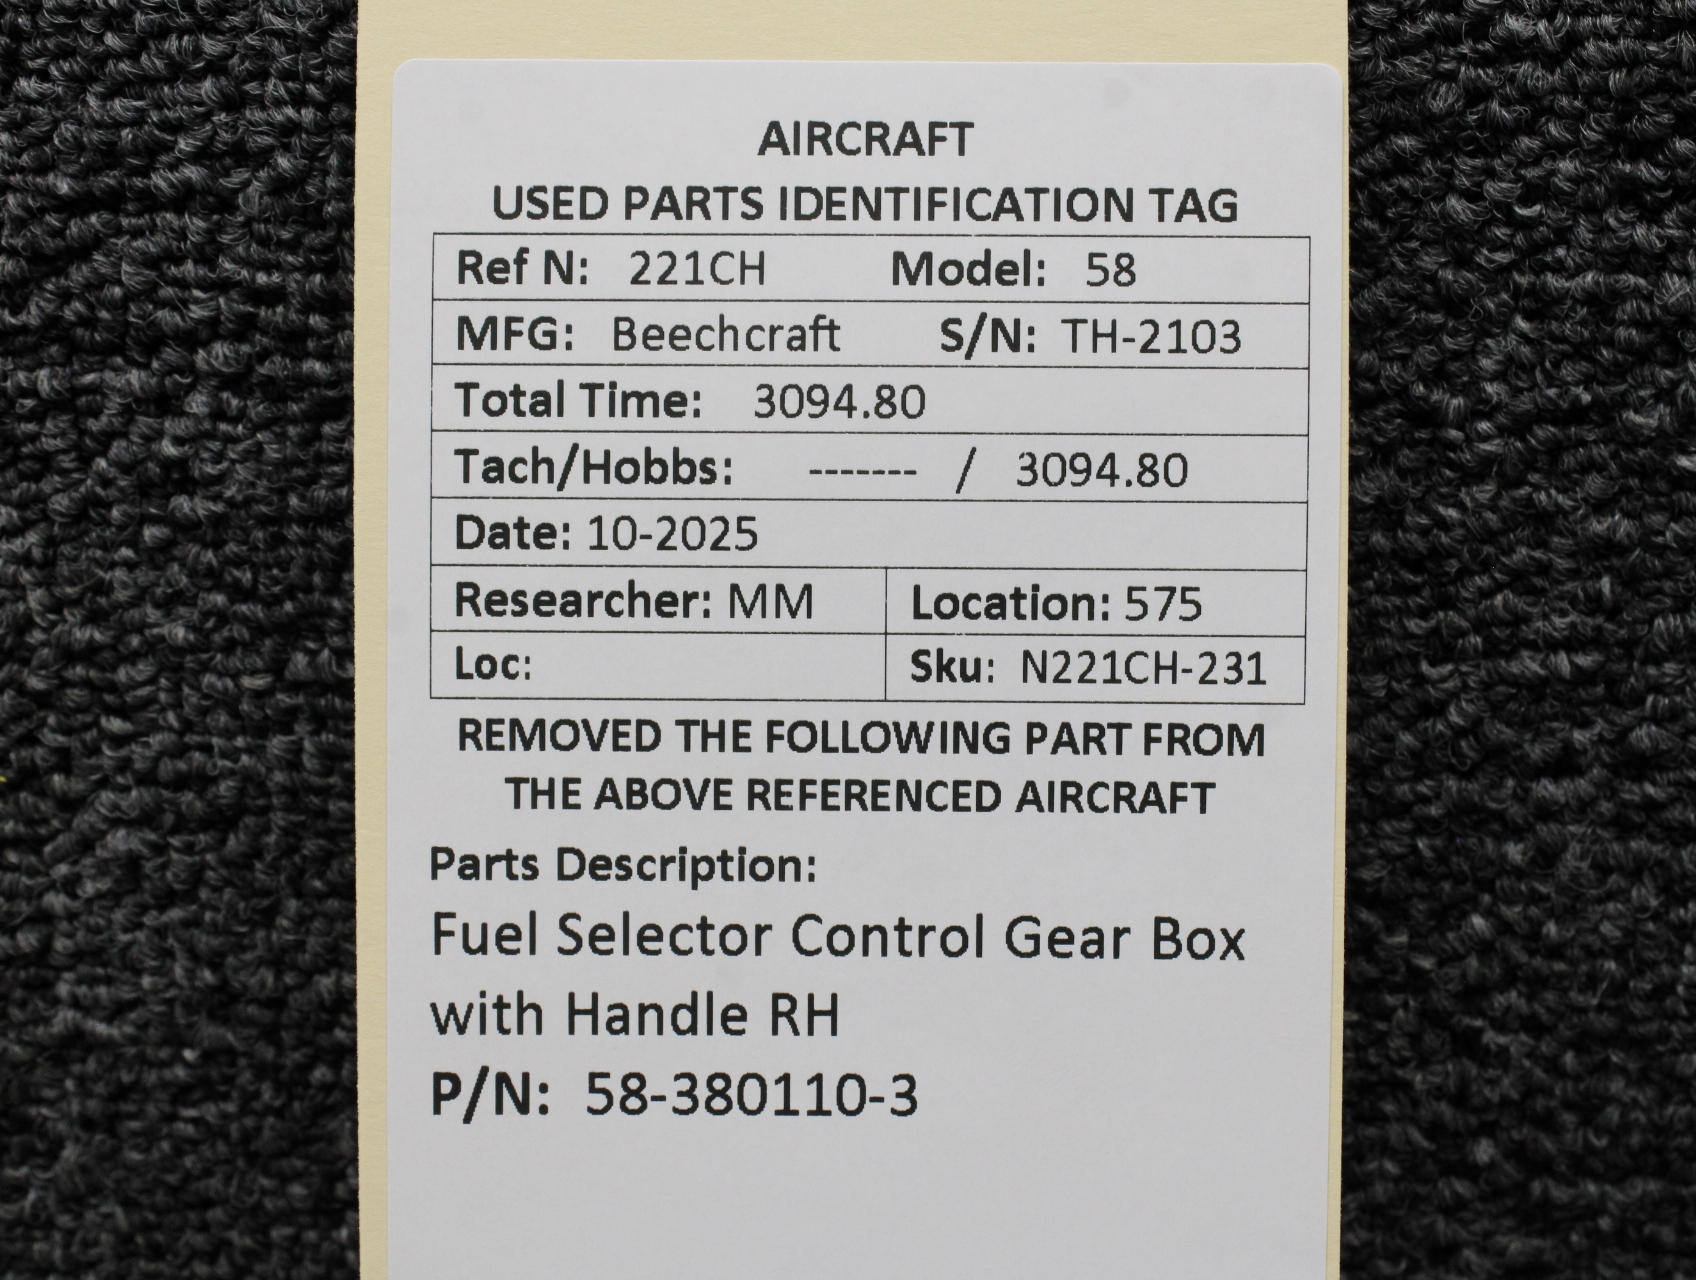 AIRCRAFT
USED PARTS IDENTIFICATION TAG
Ref N: 221CH Model: 58
MFG: Beechcraft S/N: TH-2103
Total Time: 3094.80
Tach/Hobbs: ------- / 3094.80
Date: 10-2025
Researcher: MM Location: 575
Loc: Sku: N221CH-231
REMOVED THE FOLLOWING PART FROM
THE ABOVE REFERENCED AIRCRAFT
Parts Description:
Fuel Selector Control Gear Box
with Handle RH
P/N: 58-380110-3